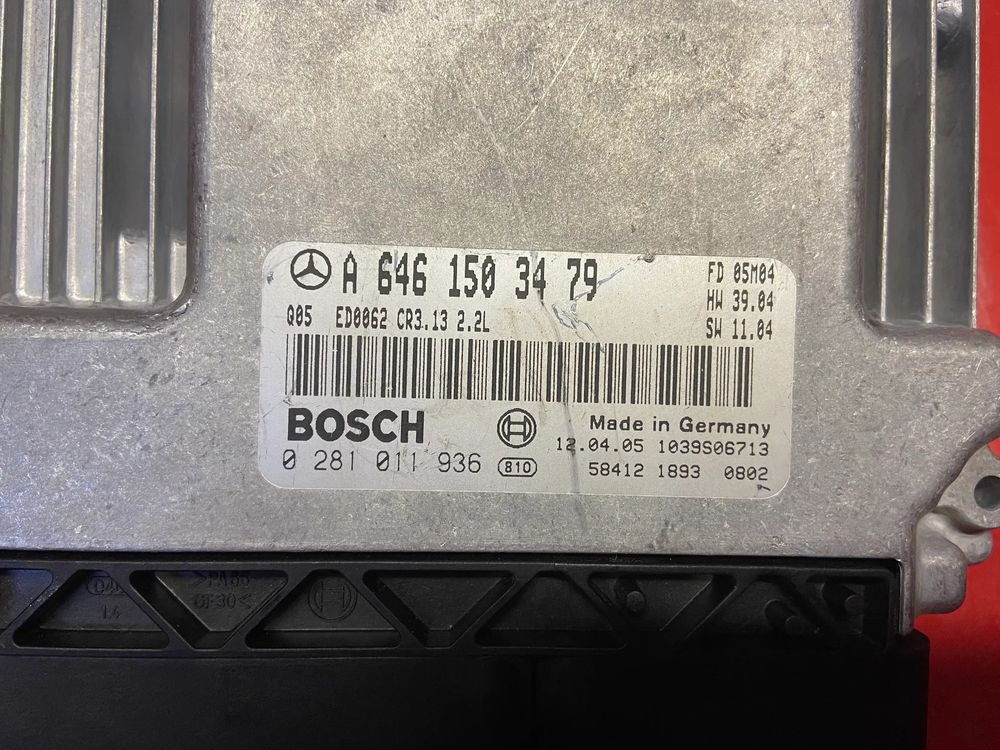 A 646 150 34 79
FD 05M04
HW 39.04
Q05 ED0062 CR3.13 2.2L
SW 11.04
BOSCH
Made in Germany
12.04.05 1039S06713
0 281 011 936 810
58412 1893 0802